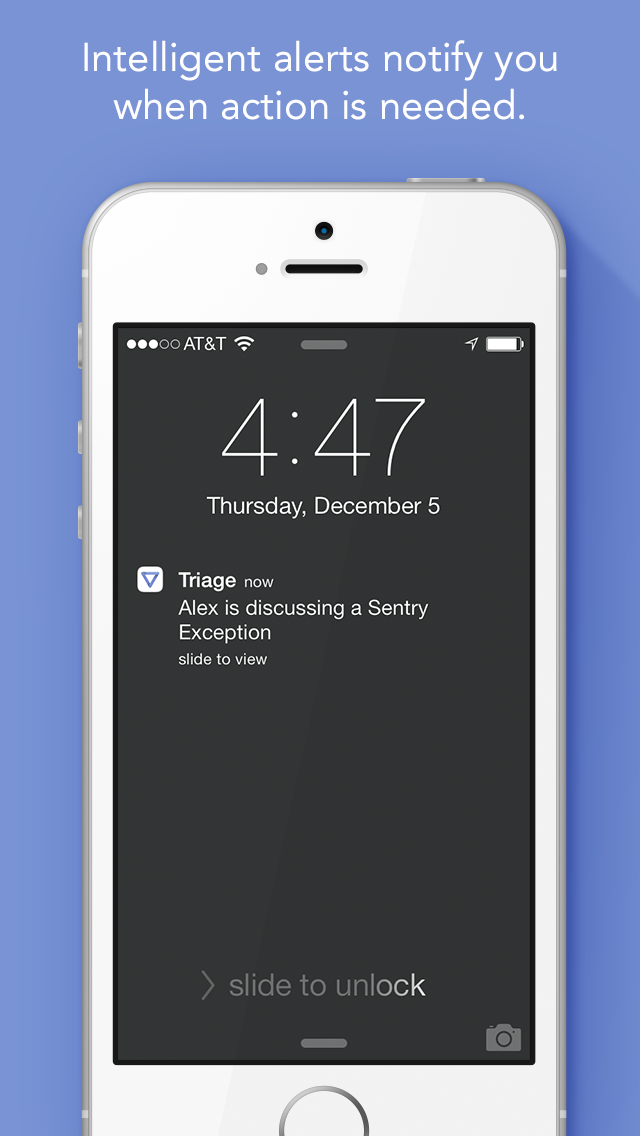 Intelligent alerts notify you
when action is needed.
AT&T
4:47
Thursday, December 5
Triage now
Alex is discussing a Sentry
Exception
slide to view
slide to unlock